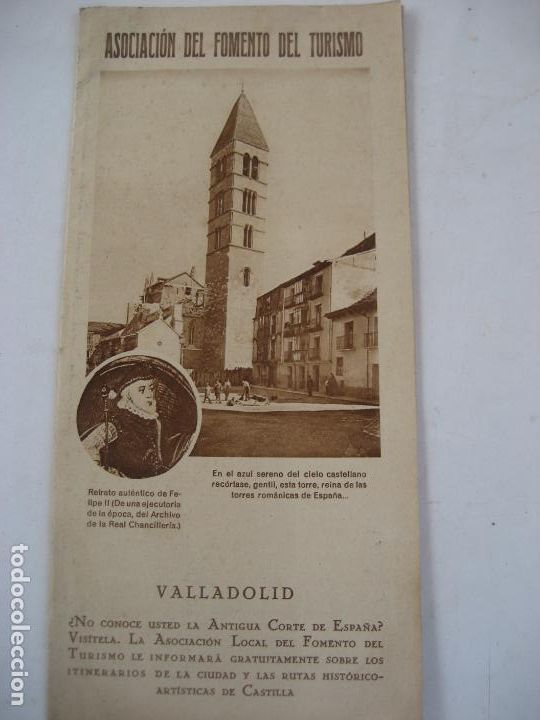 ASOCIACIÓN DEL FOMENTO DEL TURISMO
En el azul sereno del cielo castellano
recórtase, gentil, esta torre, reina de las
torres románicas de España...
Retrato auténtico de Fe-
lipe II (De una ejecutoria
de la época, del Archivo
de la Real Chancillería.)
VALLADOLID
¿No conoce usted la Antigua Corte de España?
Visítela. La Asociación Local del Fomento del
Turismo le informará gratuitamente sobre los
itinerarios de la ciudad y las rutas histórico-
artísticas de Castilla
todocoleccion.net